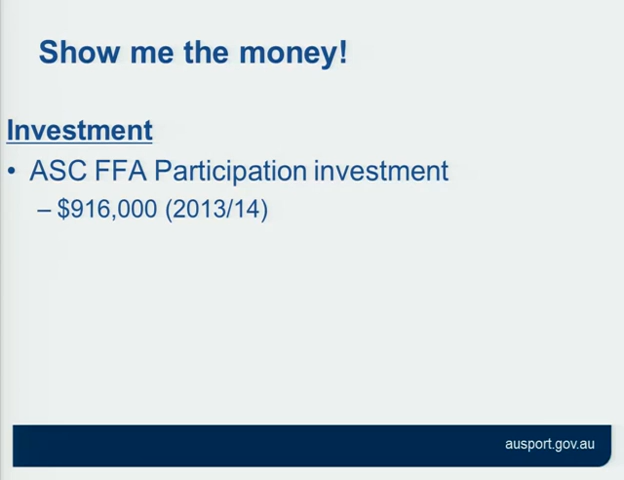 Show me the money!
Investment
• ASC FFA Participation investment
– $916,000 (2013/14)
ausport.gov.au